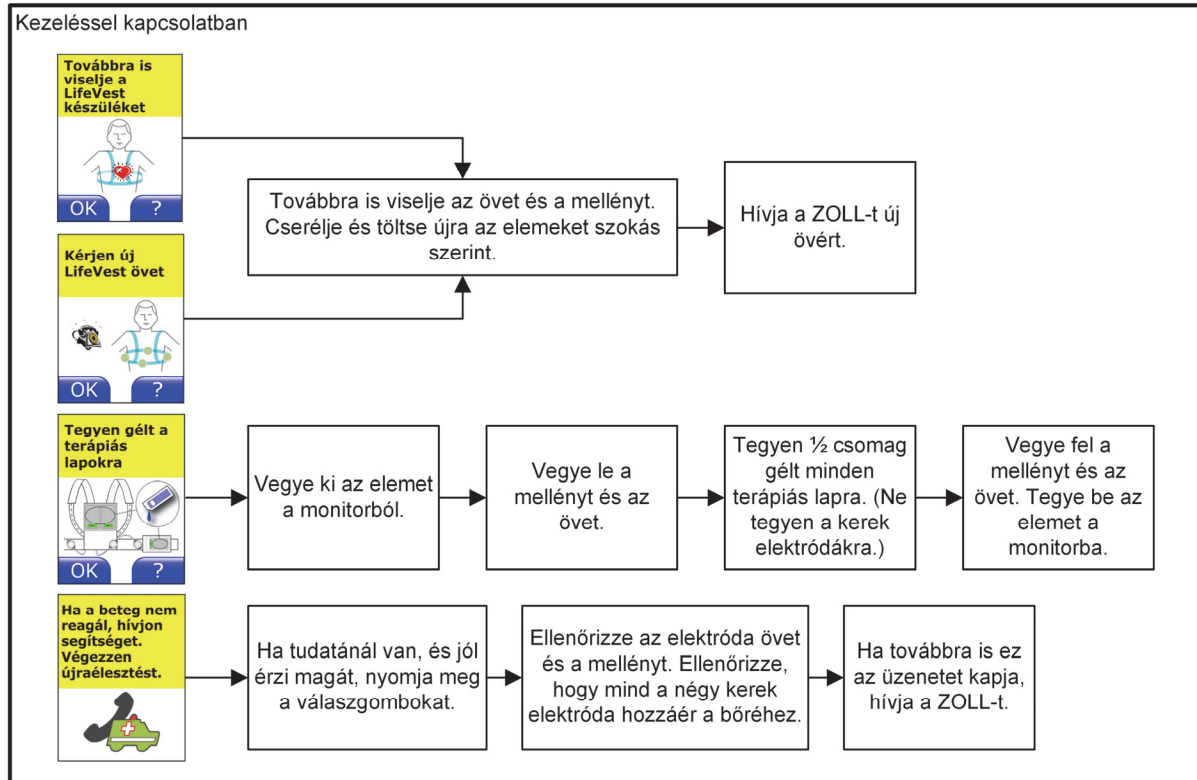 Kezeléssel kapcsolatban
Továbbra is
viselje a
LifeVest
készüléket
OK
?
Továbbra is viselje az övet és a mellényt.
Cserélje és töltse újra az elemeket szokás
szerint.
Hívja a ZOLL-t új
övért.
Kérjen új
LifeVest övet
OK
?
Tegyen gélt a
terápiás
lapokra
OK
?
Vegye ki az elemet
a monitorból.
Vegye le a
mellényt és az
övet.
Tegyen ½ csomag
gélt minden
terápiás lapra. (Ne
tegyen a kerek
elektródákra.)
Vegye fel a
mellényt és az
övet. Tegye be az
elemet a
monitorba.
Ha a beteg nem
reagál, hívjon
segítséget.
Végezzen
újraélesztést.
Ha tudatánál van, és jól
érzi magát, nyomja meg
a válaszgombokat.
Ellenőrizze az elektróda övet
és a mellényt. Ellenőrizze,
hogy mind a négy kerek
elektróda hozzáér a bőréhez.
Ha továbbra is ez
az üzenetet kapja,
hívja a ZOLL-t.